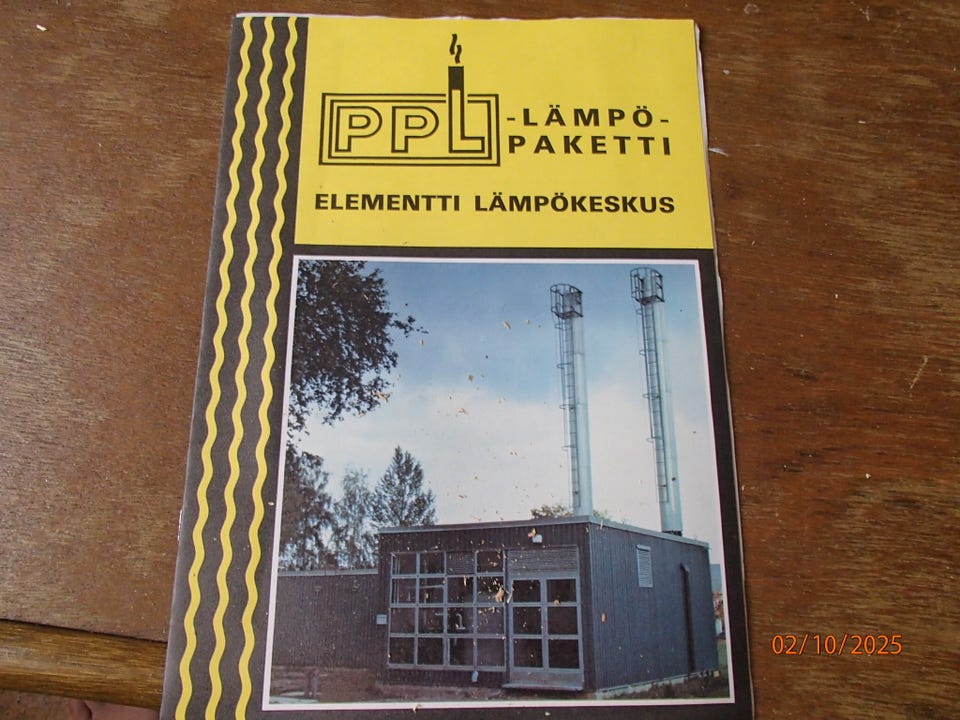 PPL -LÄMPÖ-
PAKETTI
ELEMENTTI LÄMPÖKESKUS
02/10/2025